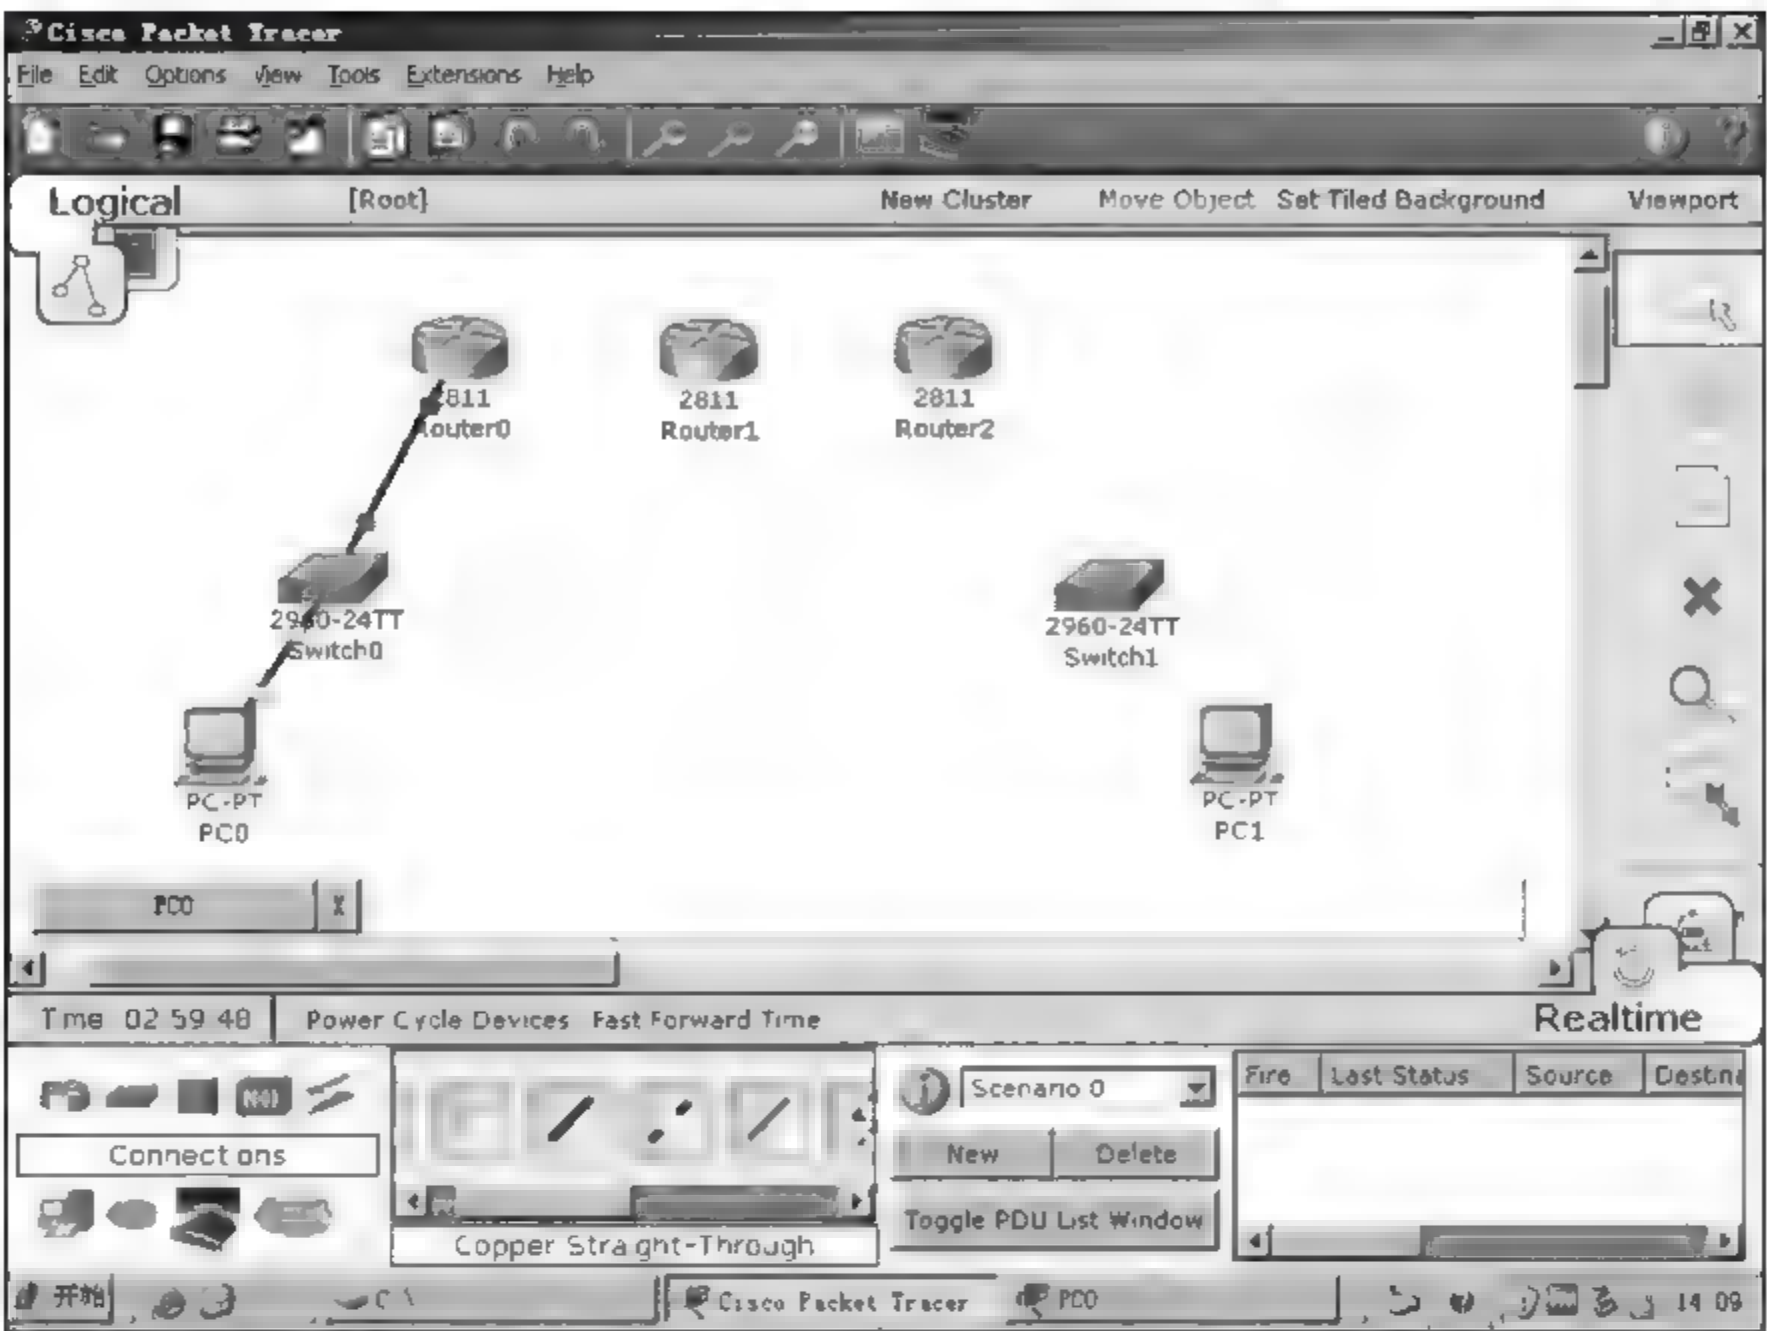 Cisco Packet Tracer
File Edit Options View Tools Extensions Help
Logical [Root] New Cluster Move Object Set Tiled Background Viewport
2811
Router0
2811
Router1
2811
Router2
2960-24TT
Switch0
2960-24TT
Switch1
PC-PT
PC0
PC-PT
PC1
PC0 X
Time 02 59 48 Power Cycle Devices Fast Forward Time Realtime
Connections
Copper Straight-Through
Scenario 0
New Delete
Toggle PDU List Window
Fire Last Status Source Destina
开始 C:\ Cisco Packet Tracer PC0 14 09